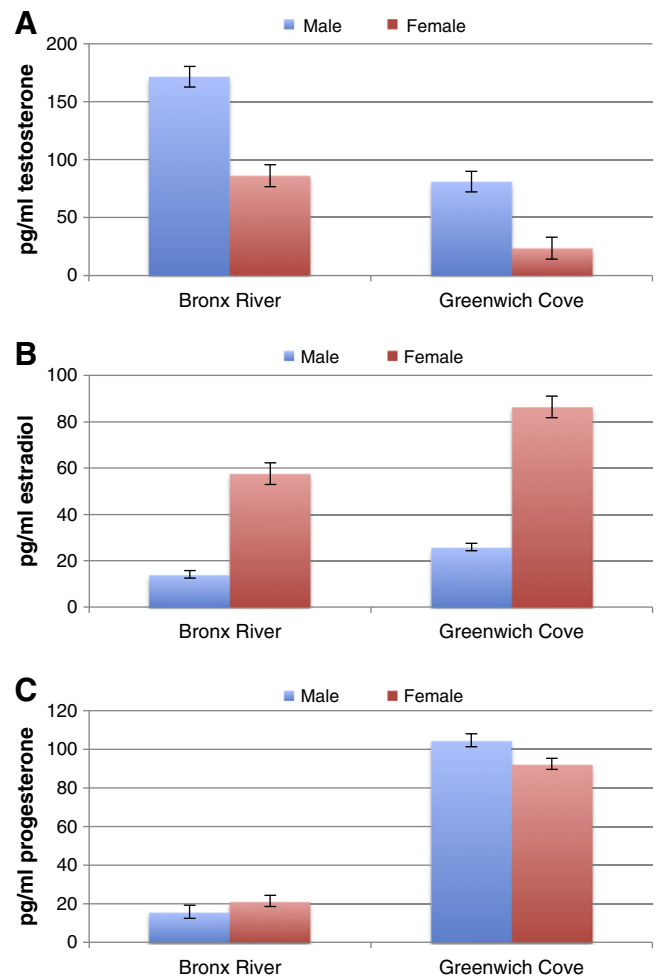 A
Male Female
pg/ml testosterone
200
150
100
50
0
Bronx River Greenwich Cove
B
Male Female
pg/ml estradiol
100
80
60
40
20
0
Bronx River Greenwich Cove
C
Male Female
pg/ml progesterone
120
100
80
60
40
20
0
Bronx River Greenwich Cove